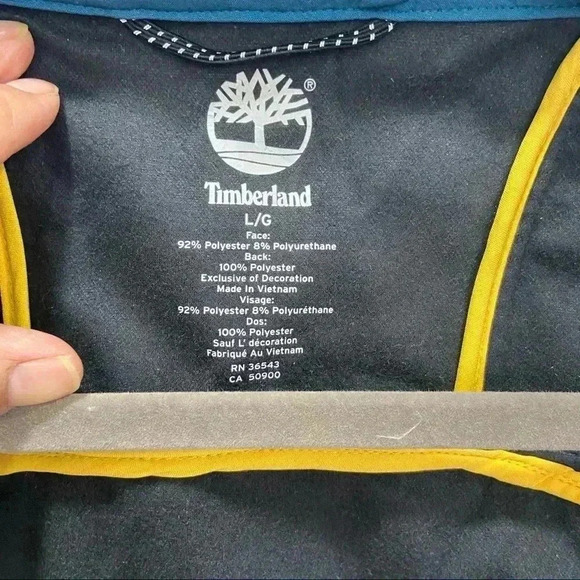 ®
Timberland
L/G
Face:
92% Polyester 8% Polyurethane
Back:
100% Polyester
Exclusive of Decoration
Made In Vietnam
Visage:
92% Polyester 8% Polyuréthane
Dos:
100% Polyester
Sauf L' décoration
Fabriqué Au Vietnam
RN 36543
CA 50900